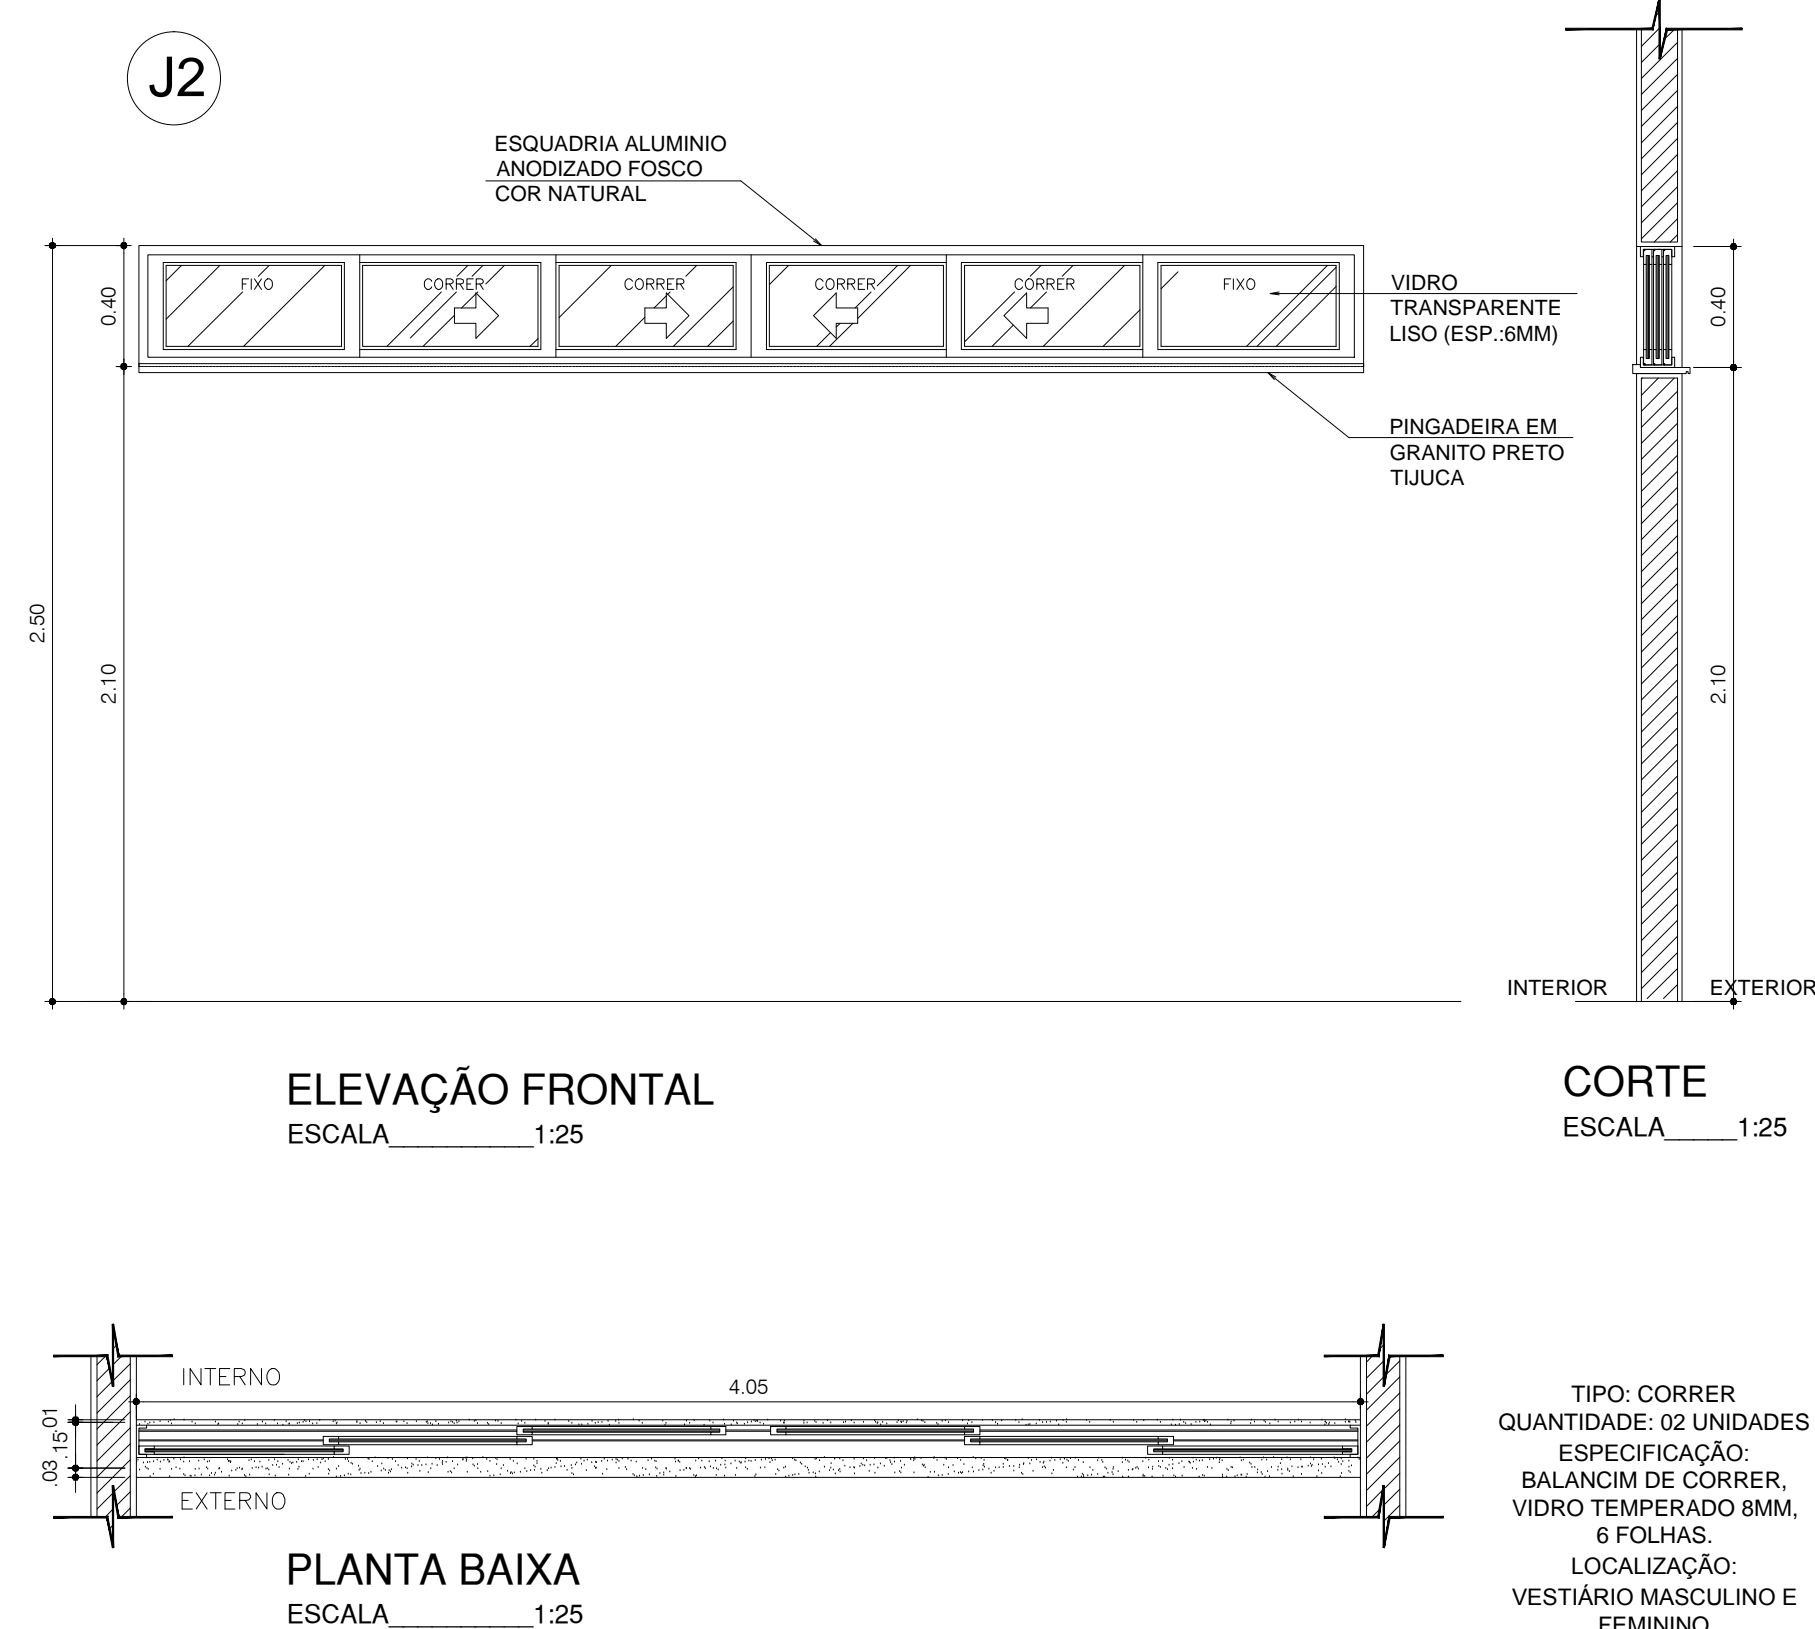 J2
ESQUADRIA ALUMINIO
ANODIZADO FOSCO
COR NATURAL
FIXO
CORRER
CORRER
CORRER
CORRER
FIXO
VIDRO
TRANSPARENTE
LISO (ESP.:6MM)
PINGADEIRA EM
GRANITO PRETO
TIJUCA
0.40
2.50
2.10
0.40
2.10
INTERIOR
EXTERIOR
ELEVAÇÃO FRONTAL
ESCALA__________1:25
CORTE
ESCALA_____1:25
INTERNO
4.05
.01
.15
.03
EXTERNO
PLANTA BAIXA
ESCALA__________1:25
TIPO: CORRER
QUANTIDADE: 02 UNIDADES
ESPECIFICAÇÃO:
BALANCIM DE CORRER,
VIDRO TEMPERADO 8MM,
6 FOLHAS.
LOCALIZAÇÃO:
VESTIÁRIO MASCULINO E
FEMININO